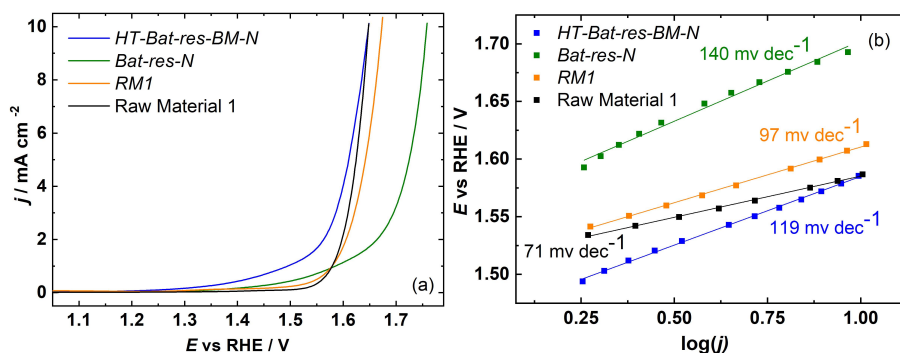 10
8
6
4
2
0
j / mA cm⁻²
HT-Bat-res-BM-N
Bat-res-N
RM1
Raw Material 1
(a)
1.1 1.2 1.3 1.4 1.5 1.6 1.7
E vs RHE / V
1.70
1.65
1.60
1.55
1.50
E vs RHE / V
HT-Bat-res-BM-N
Bat-res-N
RM1
Raw Material 1
(b)
140 mv dec⁻¹
97 mv dec⁻¹
71 mv dec⁻¹
119 mv dec⁻¹
0.25 0.50 0.75 1.00
log(j)